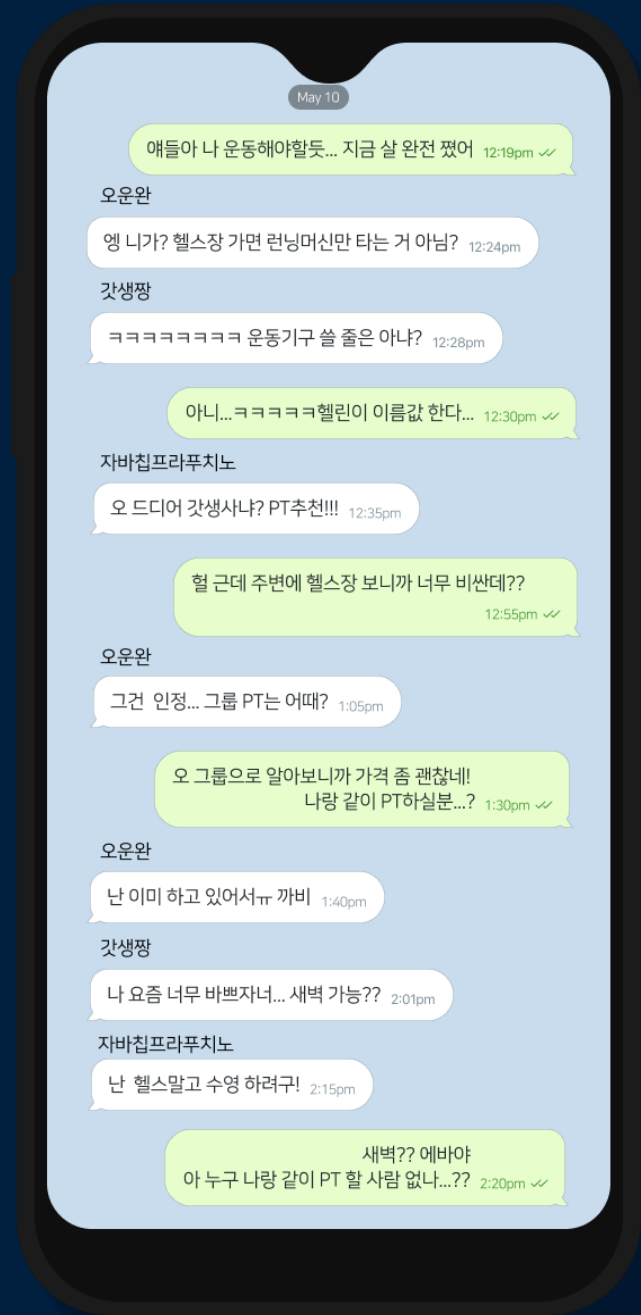 May 10
얘들아 나 운동해야할듯... 지금 살 완전 쪘어 12:19pm
오운완
엥 니가? 헬스장 가면 런닝머신만 타는 거 아님? 12:24pm
갓생짱
ㅋㅋㅋㅋㅋㅋㅋㅋ 운동기구 쓸 줄은 아냐? 12:28pm
아니...ㅋㅋㅋㅋㅋ헬린이 이름값 한다... 12:30pm
자바칩프라푸치노
오 드디어 갓생사냐? PT추천!!! 12:35pm
헐 근데 주변에 헬스장 보니까 너무 비싼데??
12:55pm
오운완
그건 인정... 그룹 PT는 어때? 1:05pm
오 그룹으로 알아보니까 가격 좀 괜찮네!
나랑 같이 PT하실분...? 1:30pm
오운완
난 이미 하고 있어서ㅠ 까비 1:40pm
갓생짱
나 요즘 너무 바쁘자너... 새벽 가능?? 2:01pm
자바칩프라푸치노
난 헬스말고 수영 하려구! 2:15pm
새벽?? 에바야
아 누구 나랑 같이 PT 할 사람 없나...?? 2:20pm